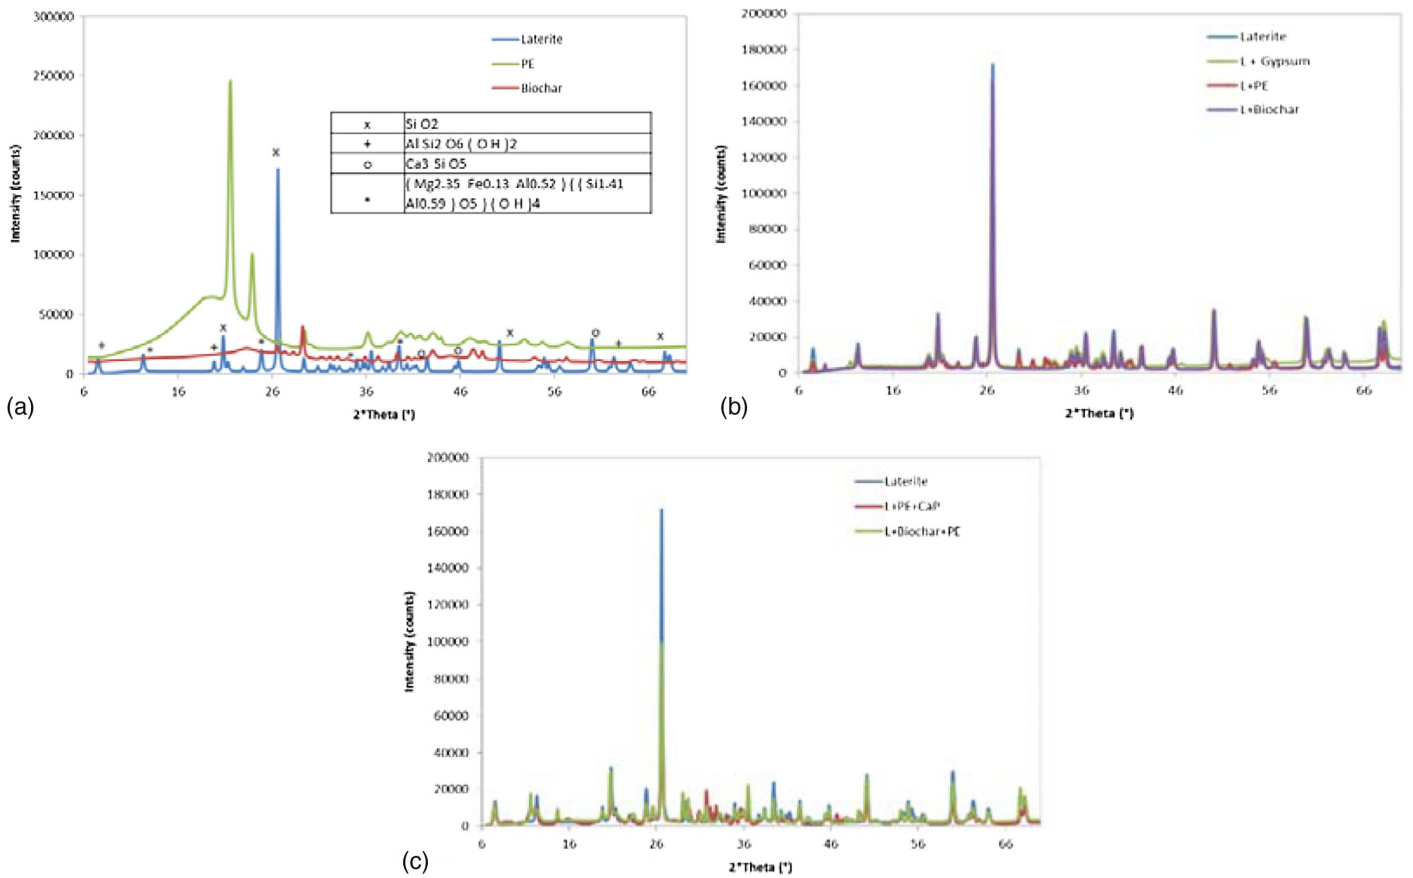 300000
250000
200000
150000
100000
50000
0
Intensity (counts)
6 16 26 36 46 56 66
2*Theta (°)
Laterite
PE
Biochar
x Si O2
+ Al Si2 O6 ( O H )2
o Ca3 Si O5
( Mg2.35 Fe0.13 Al0.52 ) ( ( Si1.41
* Al0.59 ) O5 ) ( O H )4
+ * x + * x * * o o x o + x
(a)
200000
180000
160000
140000
120000
100000
80000
60000
40000
20000
0
Intensity (counts)
6 16 26 36 46 56 66
2*Theta (°)
Laterite
L + Gypsum
L+PE
L+Biochar
(b)
200000
180000
160000
140000
120000
100000
80000
60000
40000
20000
0
Intensity (counts)
6 16 26 36 46 56 66
2*Theta (°)
Laterite
L+PE+CaP
L+Biochar+PE
(c)